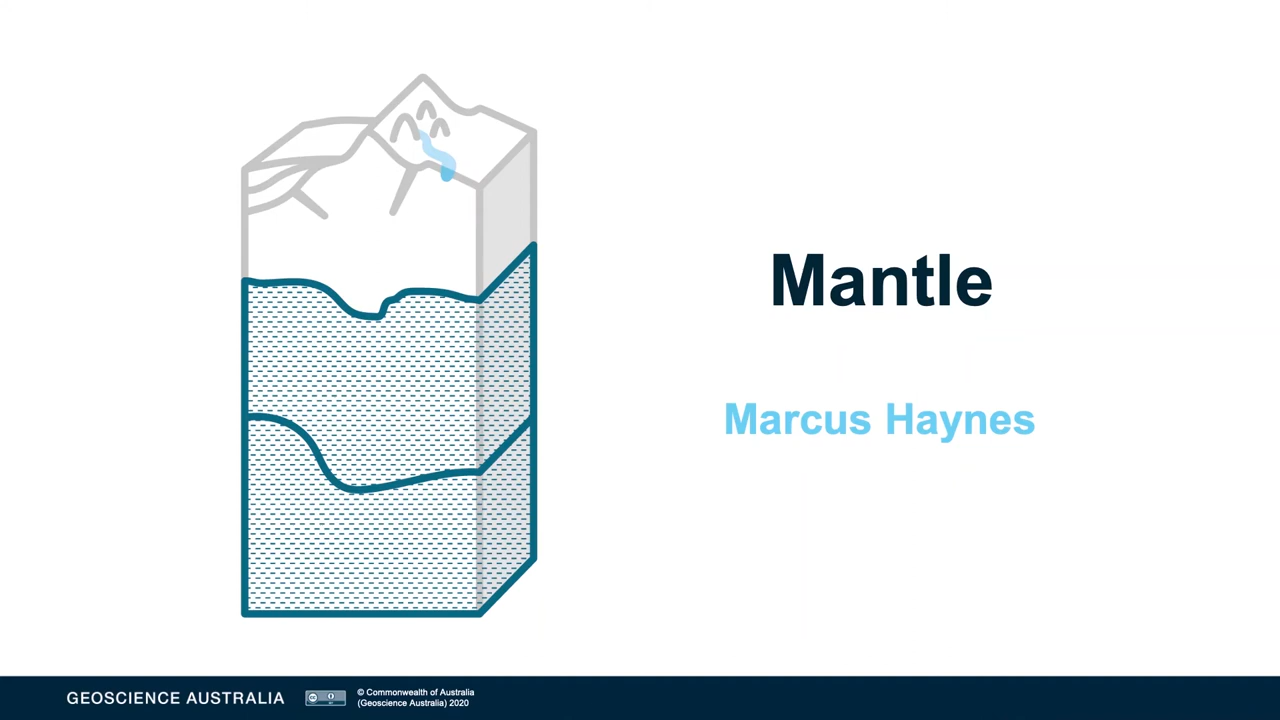 Mantle
Marcus Haynes
GEOSCIENCE AUSTRALIA
© Commonwealth of Australia
(Geoscience Australia) 2020